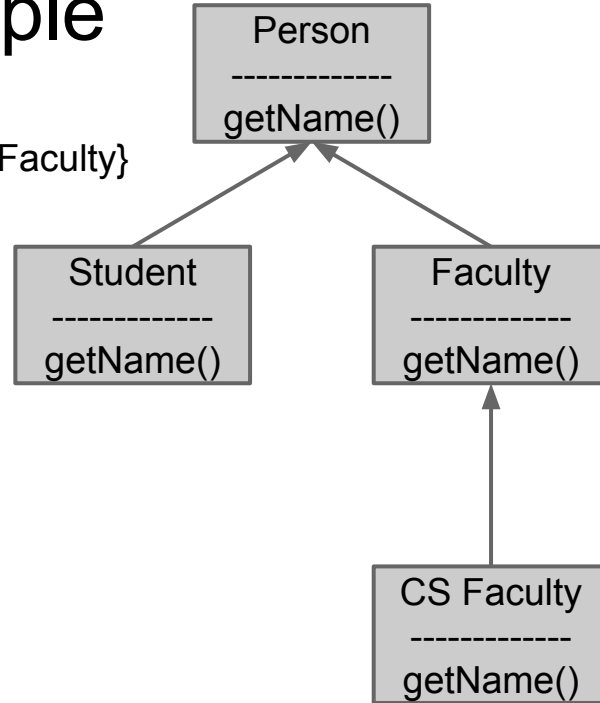 ple
Faculty}
Person
-------------
getName()
Student
-------------
getName()
Faculty
-------------
getName()
CS Faculty
-------------
getName()